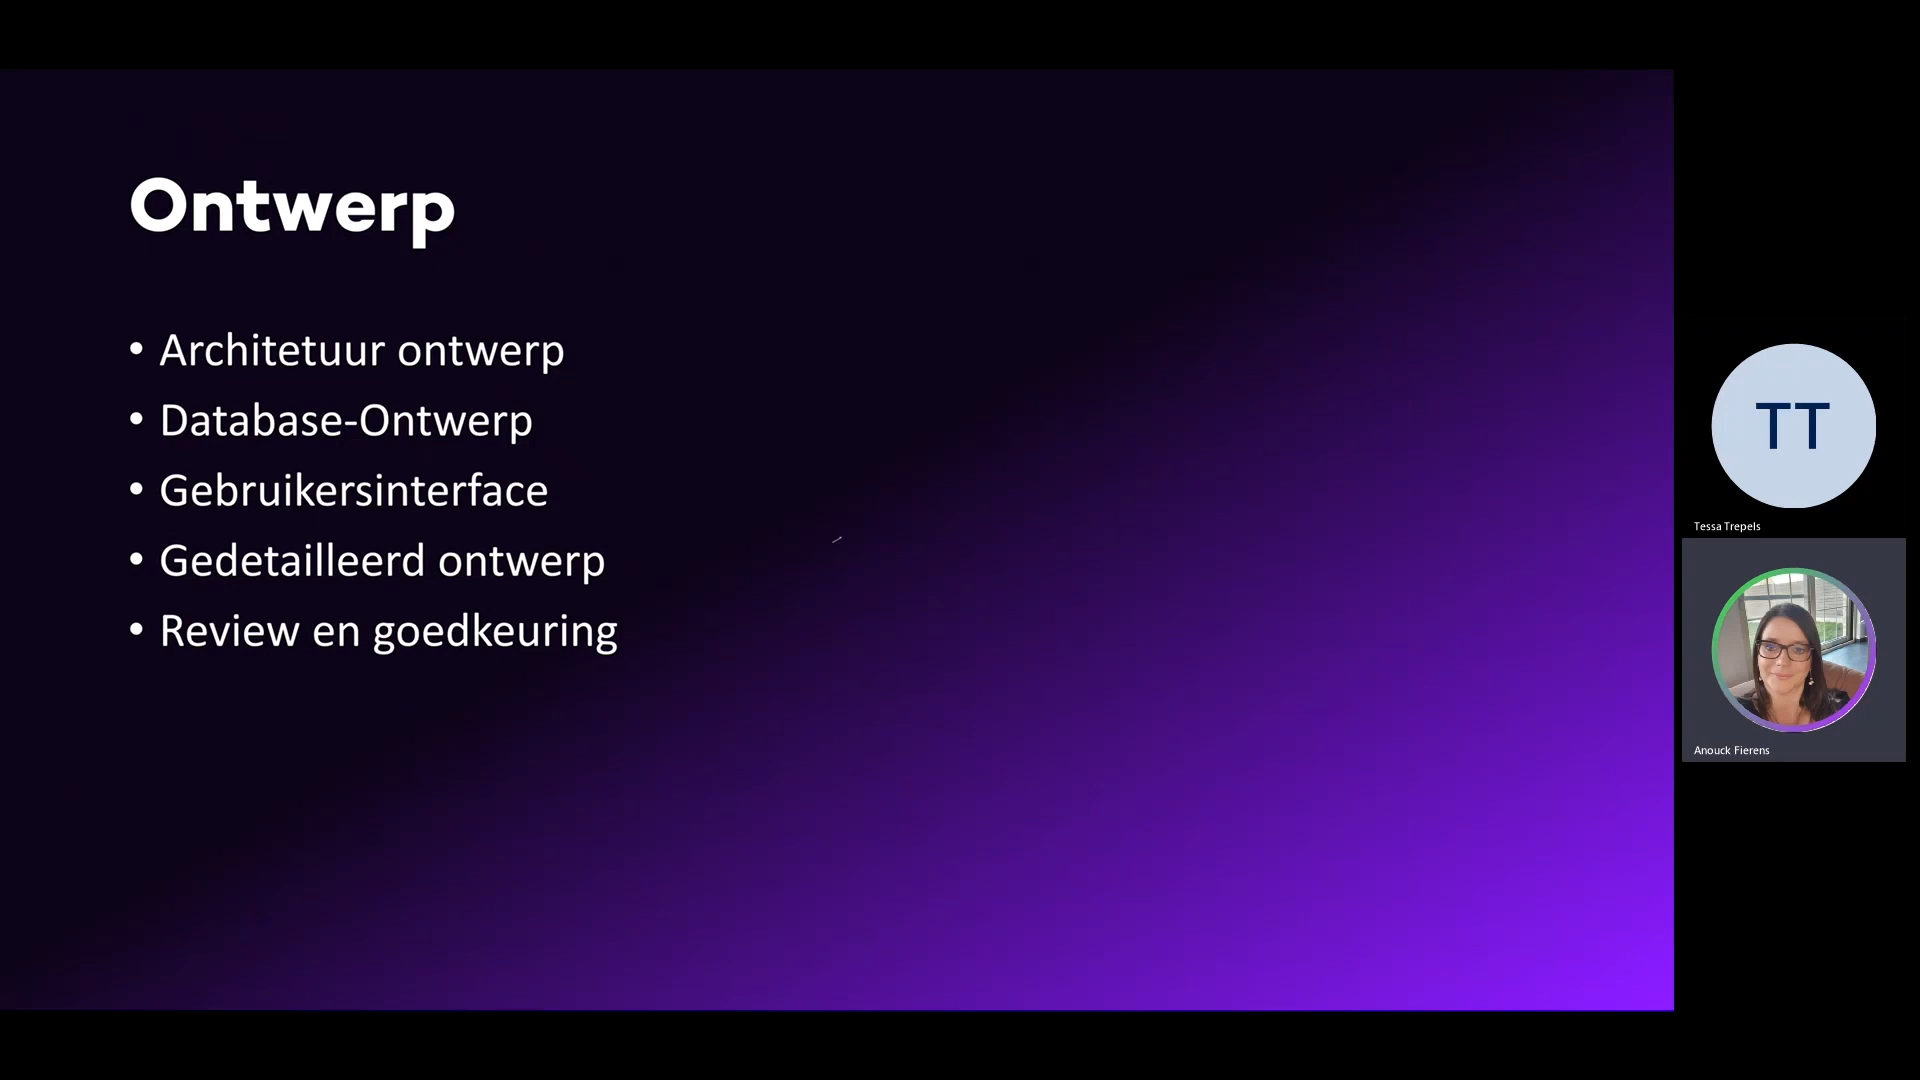 Ontwerp
• Architetuur ontwerp
• Database-Ontwerp
• Gebruikersinterface
• Gedetailleerd ontwerp
• Review en goedkeuring
TT
Tessa Trepels
Anouck Fierens